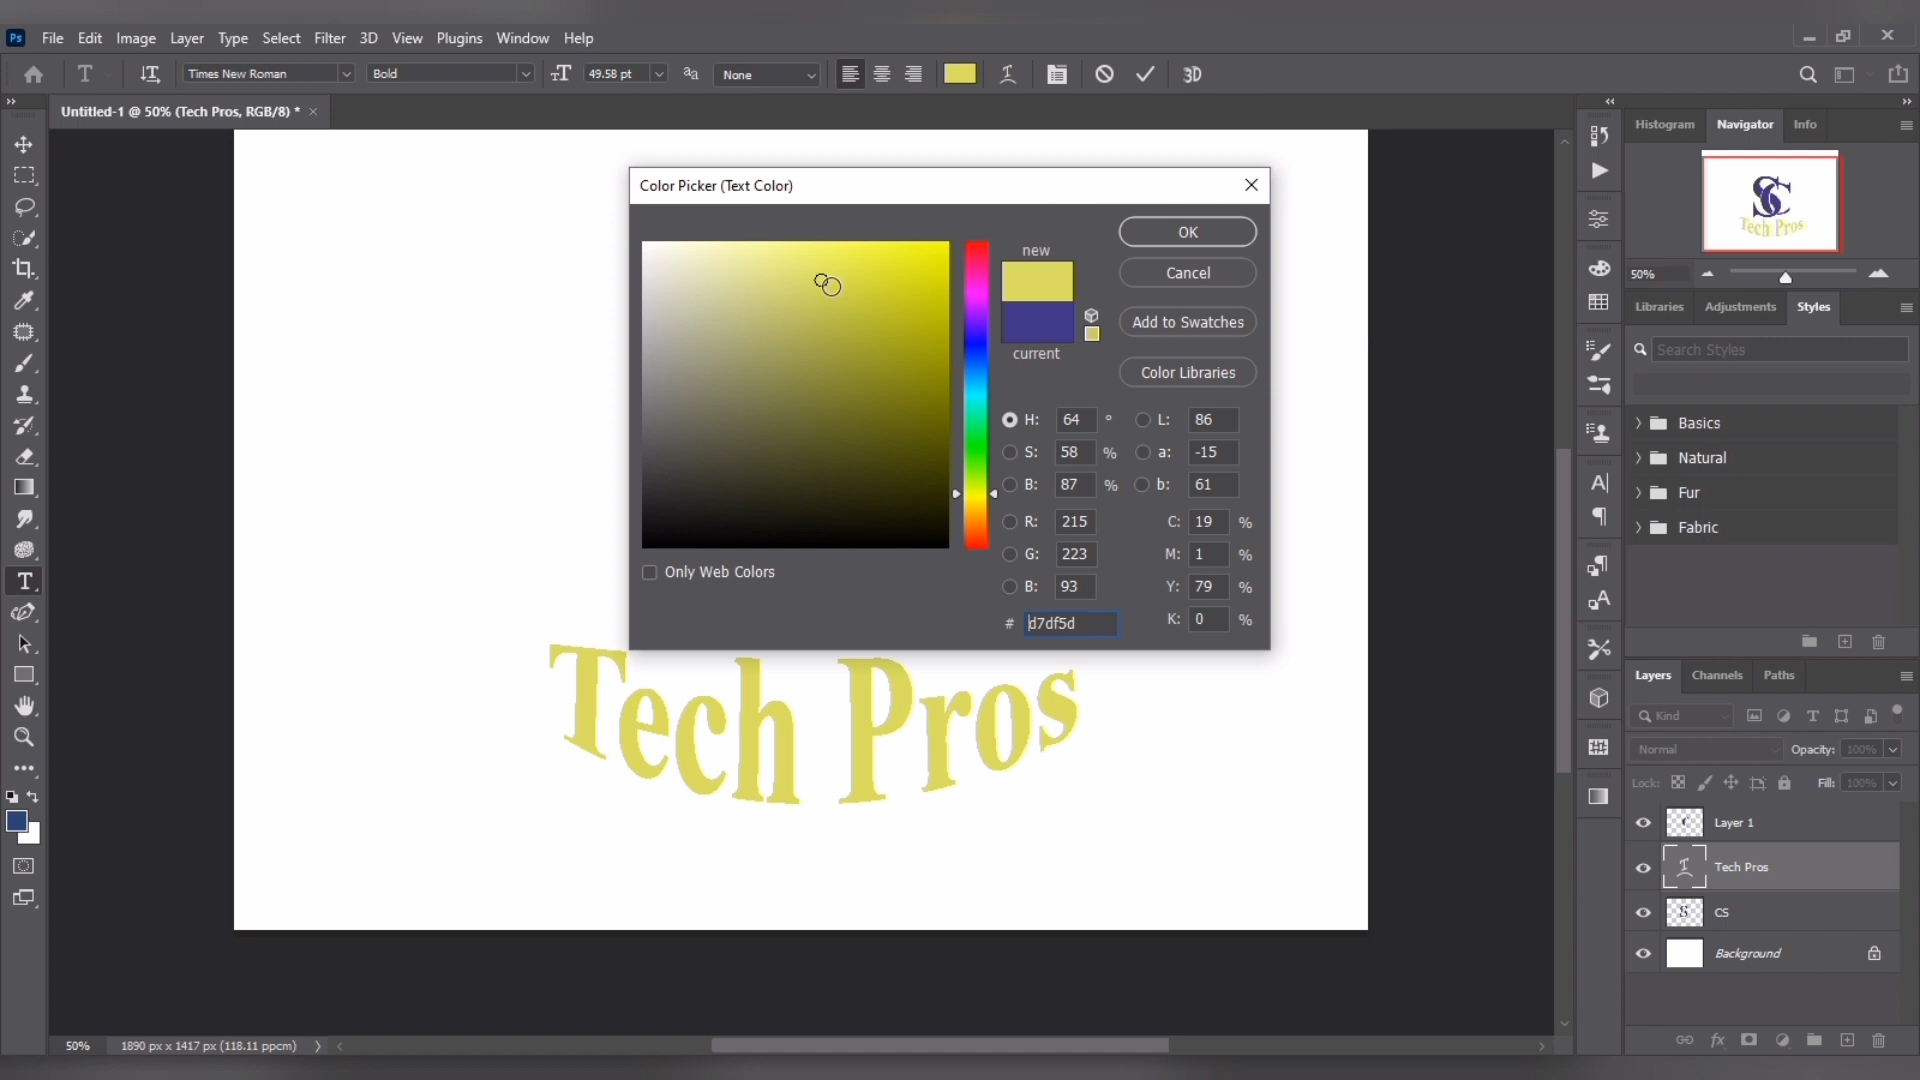 Ps File Edit Image Layer Type Select Filter 3D View Plugins Window Help
Times New Roman Bold 49.58 pt None 3D
Untitled-1 @ 50% (Tech Pros, RGB/8) *
Histogram Navigator Info
50%
Libraries Adjustments Styles
Search Styles
Basics
Natural
Fur
Fabric
Color Picker (Text Color)
OK
new
Cancel
Add to Swatches
current
Color Libraries
H: 64 ° L: 86
S: 58 % a: -15
B: 87 % b: 61
R: 215 C: 19 %
G: 223 M: 1 %
B: 93 Y: 79 %
Only Web Colors
# d7df5d K: 0 %
Tech Pros
SC
Tech Pros
Layers Channels Paths
Kind
Normal Opacity: 100%
Lock: Fill: 100%
Layer 1
Tech Pros
CS
Background
50% 1890 px x 1417 px (118.11 ppcm)